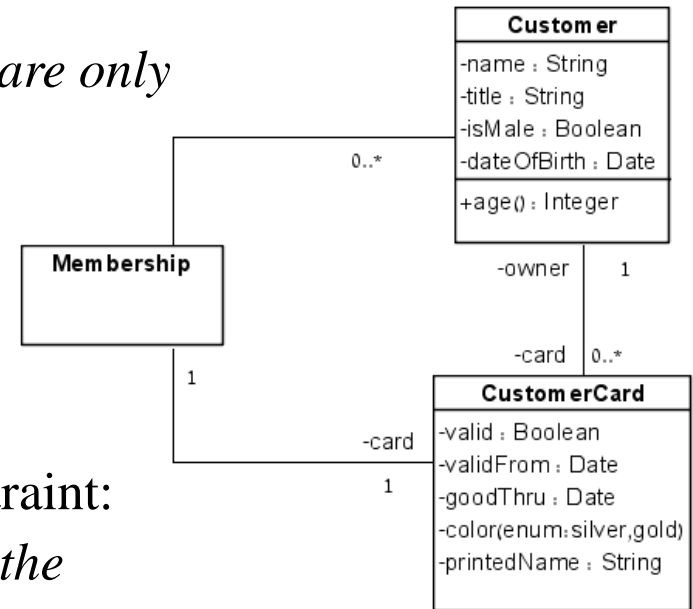 are only
Customer
-name : String
-title : String
-isMale : Boolean
-dateOfBirth : Date
+age() : Integer
0..*
Membership
-owner 1
-card 0..*
1
CustomerCard
-valid : Boolean
-validFrom : Date
-goodThru : Date
-color(enum:silver,gold)
-printedName : String
-card
1
raint:
the